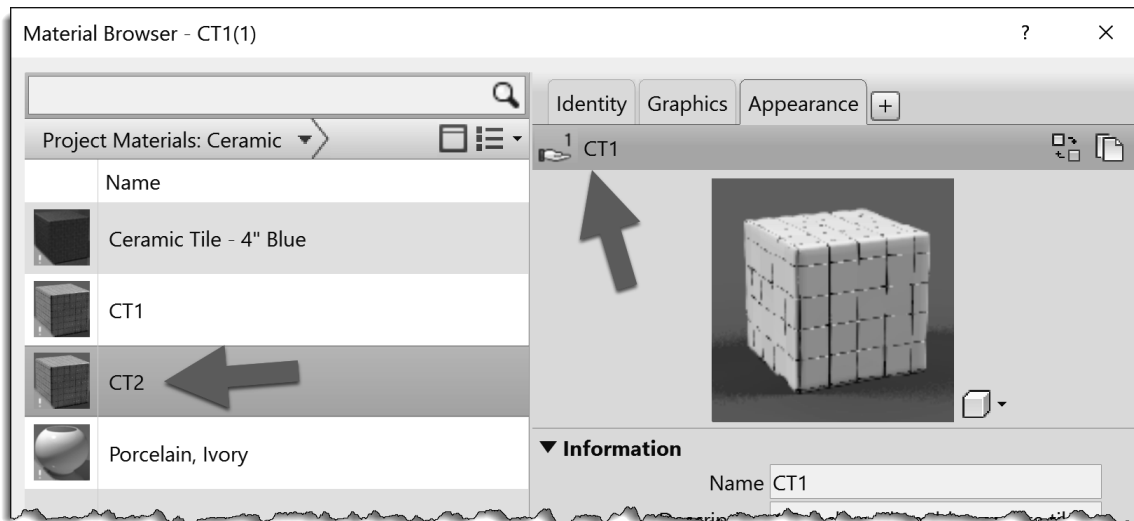 Material Browser - CT1(1)
?
Identity
Graphics
Appearance
+
Project Materials: Ceramic
1
CT1
Name
Ceramic Tile - 4" Blue
CT1
CT2
Porcelain, Ivory
Information
Name CT1